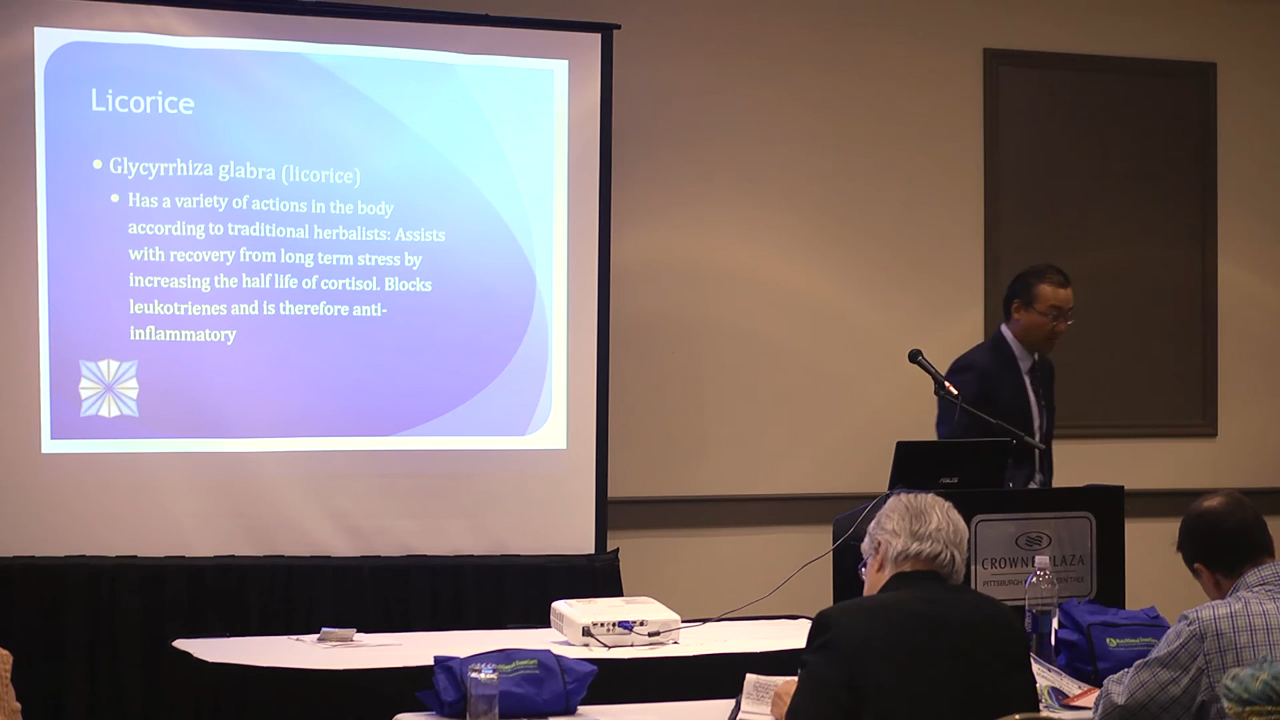 Licorice
• Glycyrrhiza glabra (licorice)
• Has a variety of actions in the body
according to traditional herbalists: Assists
with recovery from long term stress by
increasing the half life of cortisol. Blocks
leukotrienes and is therefore anti-
inflammatory
ASUS
CROWNE PLAZA
PITTSBURGH